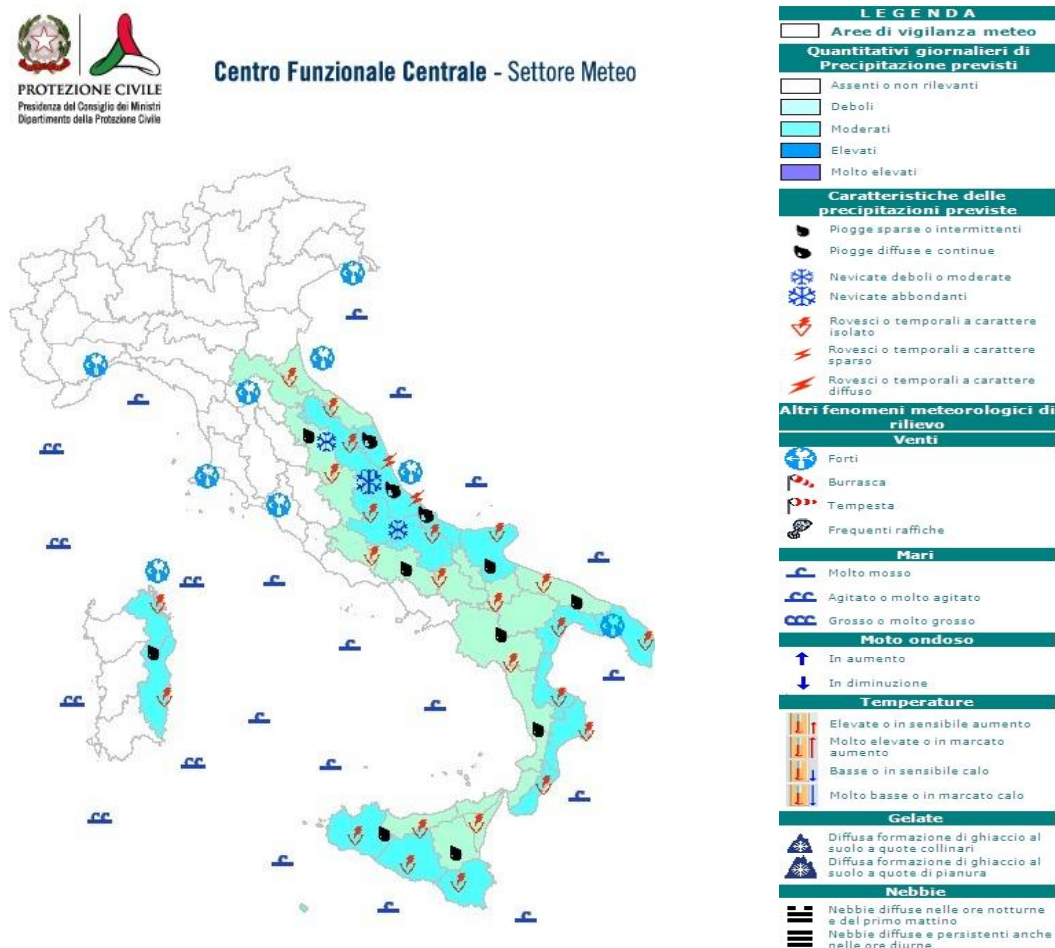 PROTEZIONE CIVILE
Presidenza del Consiglio dei Ministri
Dipartimento della Protezione Civile
Centro Funzionale Centrale - Settore Meteo
LEGENDA
Aree di vigilanza meteo
Quantitativi giornalieri di
Precipitazione previsti
Assenti o non rilevanti
Deboli
Moderati
Elevati
Molto elevati
Caratteristiche delle
precipitazioni previste
Piogge sparse o intermittenti
Piogge diffuse e continue
Nevicate deboli o moderate
Nevicate abbondanti
Rovesci o temporali a carattere
isolato
Rovesci o temporali a carattere
sparso
Rovesci o temporali a carattere
diffuso
Altri fenomeni meteorologici di
rilievo
Venti
Forti
Burrasca
Tempesta
Frequenti raffiche
Mari
Molto mosso
Agitato o molto agitato
Grosso o molto grosso
Moto ondoso
In aumento
In diminuzione
Temperature
Elevate o in sensibile aumento
Molto elevate o in marcato
aumento
Basse o in sensibile calo
Molto basse o in marcato calo
Gelate
Diffusa formazione di ghiaccio al
suolo a quote collinari
Diffusa formazione di ghiaccio al
suolo a quote di pianura
Nebbie
Nebbie diffuse nelle ore notturne
e del primo mattino
Nebbie diffuse e persistenti anche
nelle ore diurne